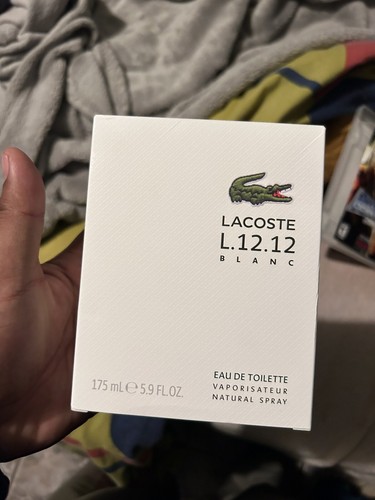 LACOSTE
L.12.12
BLANC
175 mL ℮ 5.9 FL.OZ.
EAU DE TOILETTE
VAPORISATEUR
NATURAL SPRAY